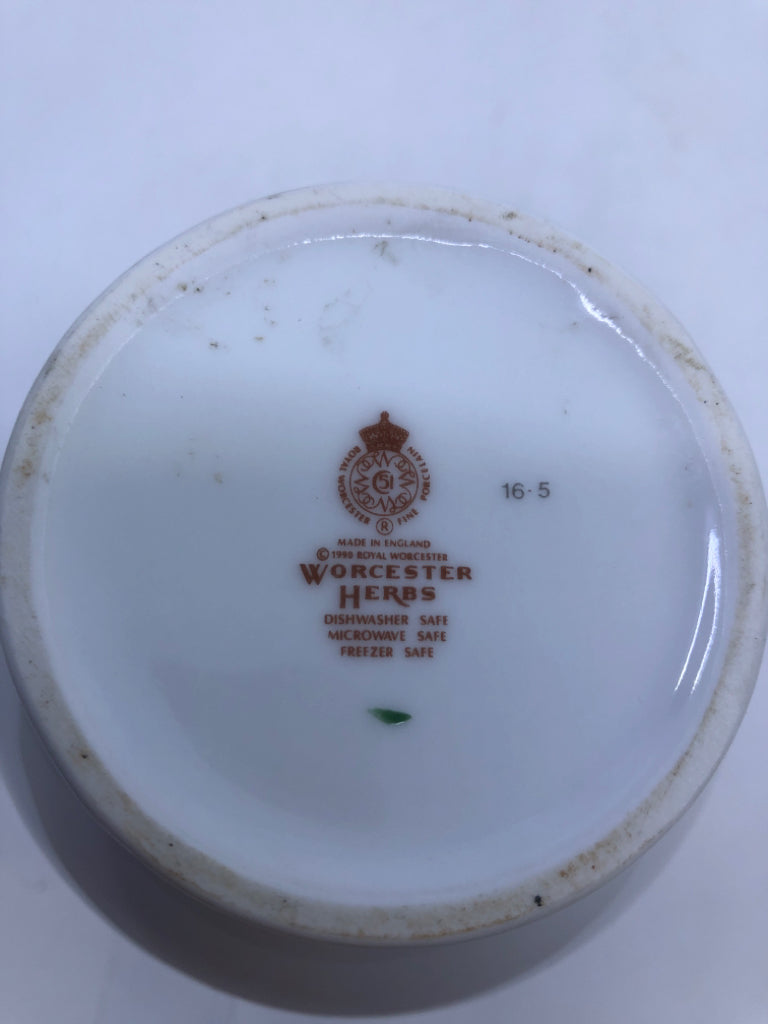 ROYAL WORCESTER FINE PORCELAIN
51
®
16·5
MADE IN ENGLAND
© 1990 ROYAL WORCESTER
WORCESTER
HERBS
DISHWASHER SAFE
MICROWAVE SAFE
FREEZER SAFE